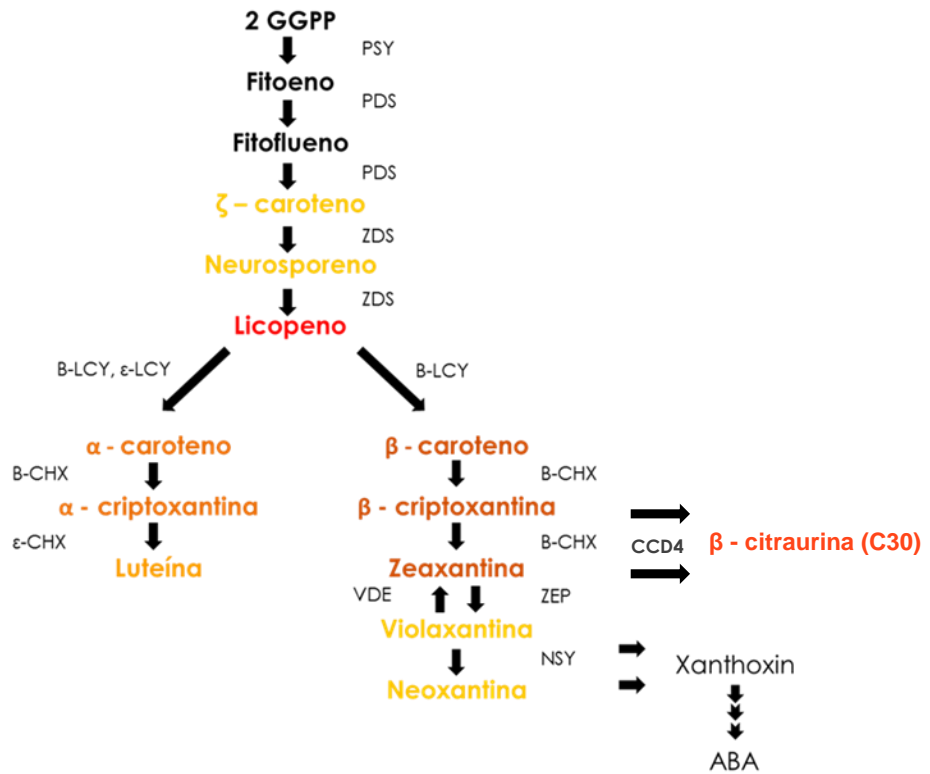 2 GGPP
PSY
Fitoeno
PDS
Fitoflueno
PDS
ζ – caroteno
ZDS
Neurosporeno
ZDS
Licopeno
B-LCY, ε-LCY
B-LCY
α - caroteno
β - caroteno
B-CHX
B-CHX
α - criptoxantina
β - criptoxantina
ε-CHX
B-CHX
CCD4
β - citraurina (C30)
Luteína
Zeaxantina
VDE
ZEP
Violaxantina
NSY
Xanthoxin
Neoxantina
ABA